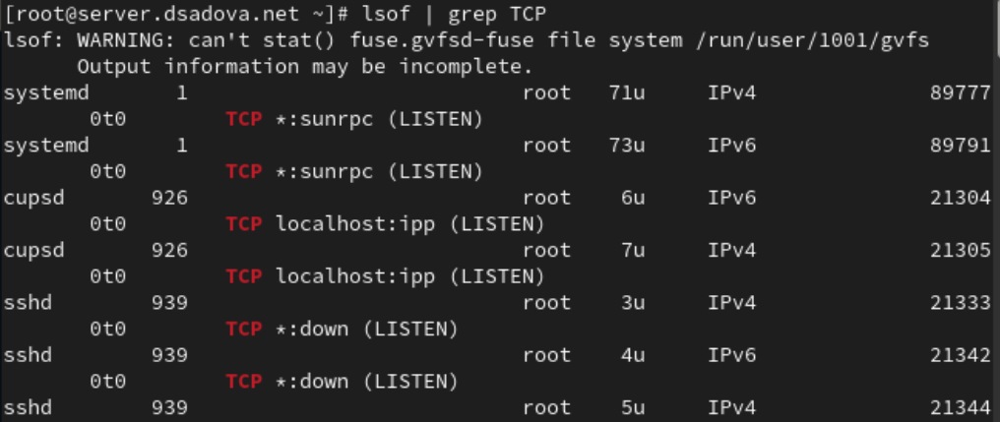 [root@server.dsadova.net ~]# lsof | grep TCP
lsof: WARNING: can't stat() fuse.gvfsd-fuse file system /run/user/1001/gvfs
      Output information may be incomplete.
systemd       1                            root   71u     IPv4              89777
       0t0        TCP *:sunrpc (LISTEN)
systemd       1                            root   73u     IPv6              89791
       0t0        TCP *:sunrpc (LISTEN)
cupsd       926                            root    6u     IPv6              21304
       0t0        TCP localhost:ipp (LISTEN)
cupsd       926                            root    7u     IPv4              21305
       0t0        TCP localhost:ipp (LISTEN)
sshd        939                            root    3u     IPv4              21333
       0t0        TCP *:down (LISTEN)
sshd        939                            root    4u     IPv6              21342
       0t0        TCP *:down (LISTEN)
sshd        939                            root    5u     IPv4              21344